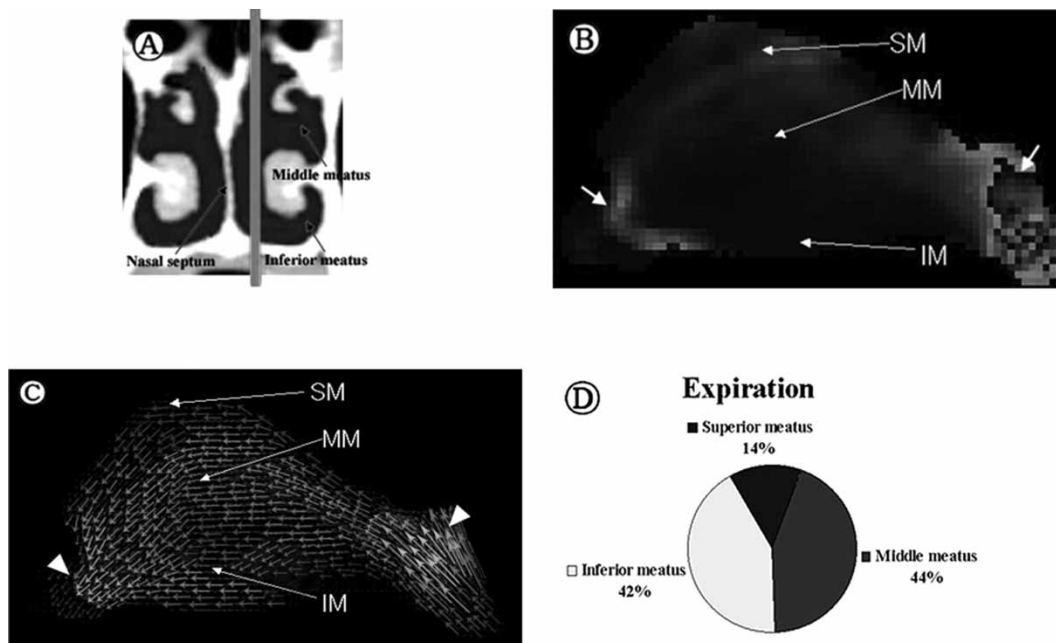 A
Middle meatus
Nasal septum
Inferior meatus
B
SM
MM
IM
C
SM
MM
IM
D
Expiration
Superior meatus
14%
Inferior meatus
42%
Middle meatus
44%